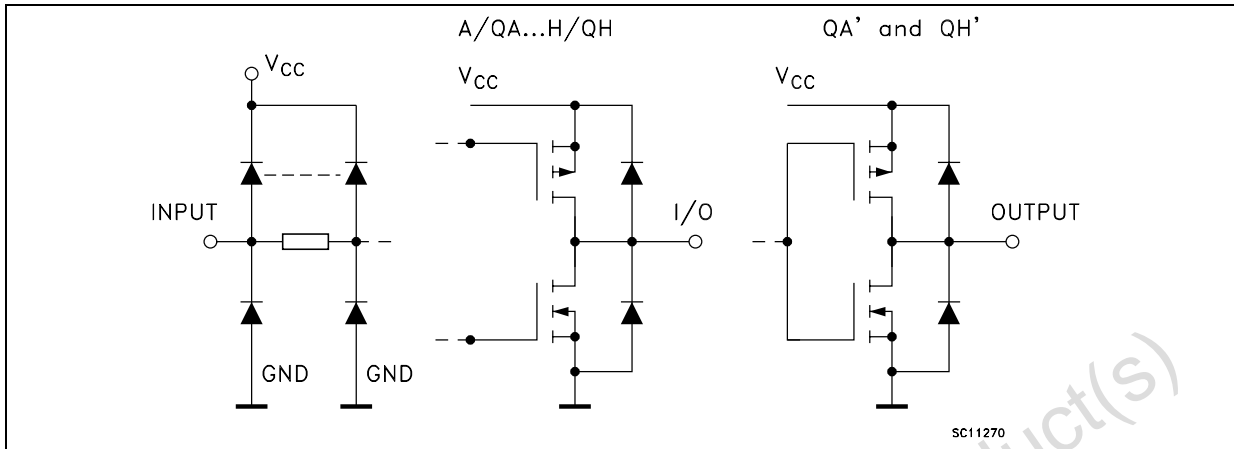 A/QA...H/QH
QA' and QH'
VCC
VCC
VCC
INPUT
I/O
OUTPUT
GND
GND
SC11270